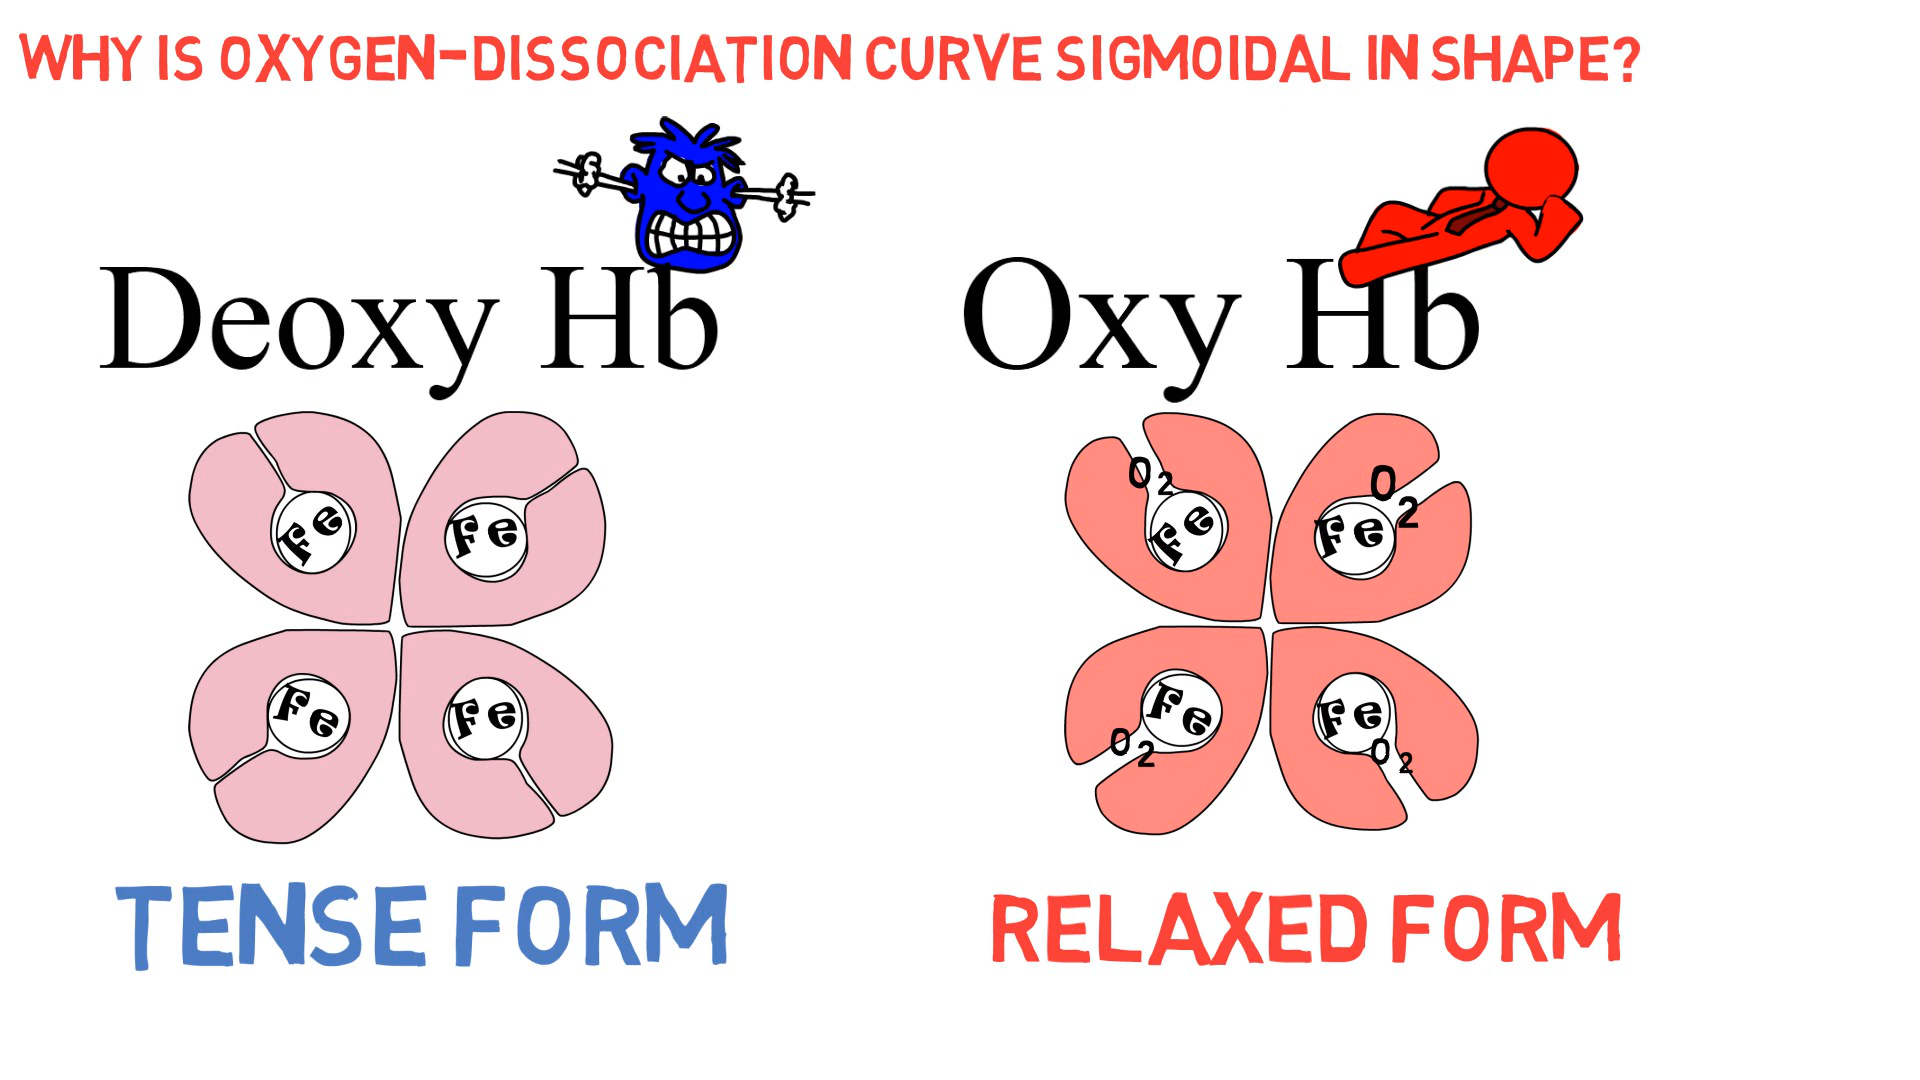 WHY IS OXYGEN-DISSOCIATION CURVE SIGMOIDAL IN SHAPE?
Deoxy Hb
Oxy Hb
Fe
Fe
Fe
Fe
O2
Fe
O2
Fe
Fe
O2
Fe
O2
TENSE FORM
RELAXED FORM